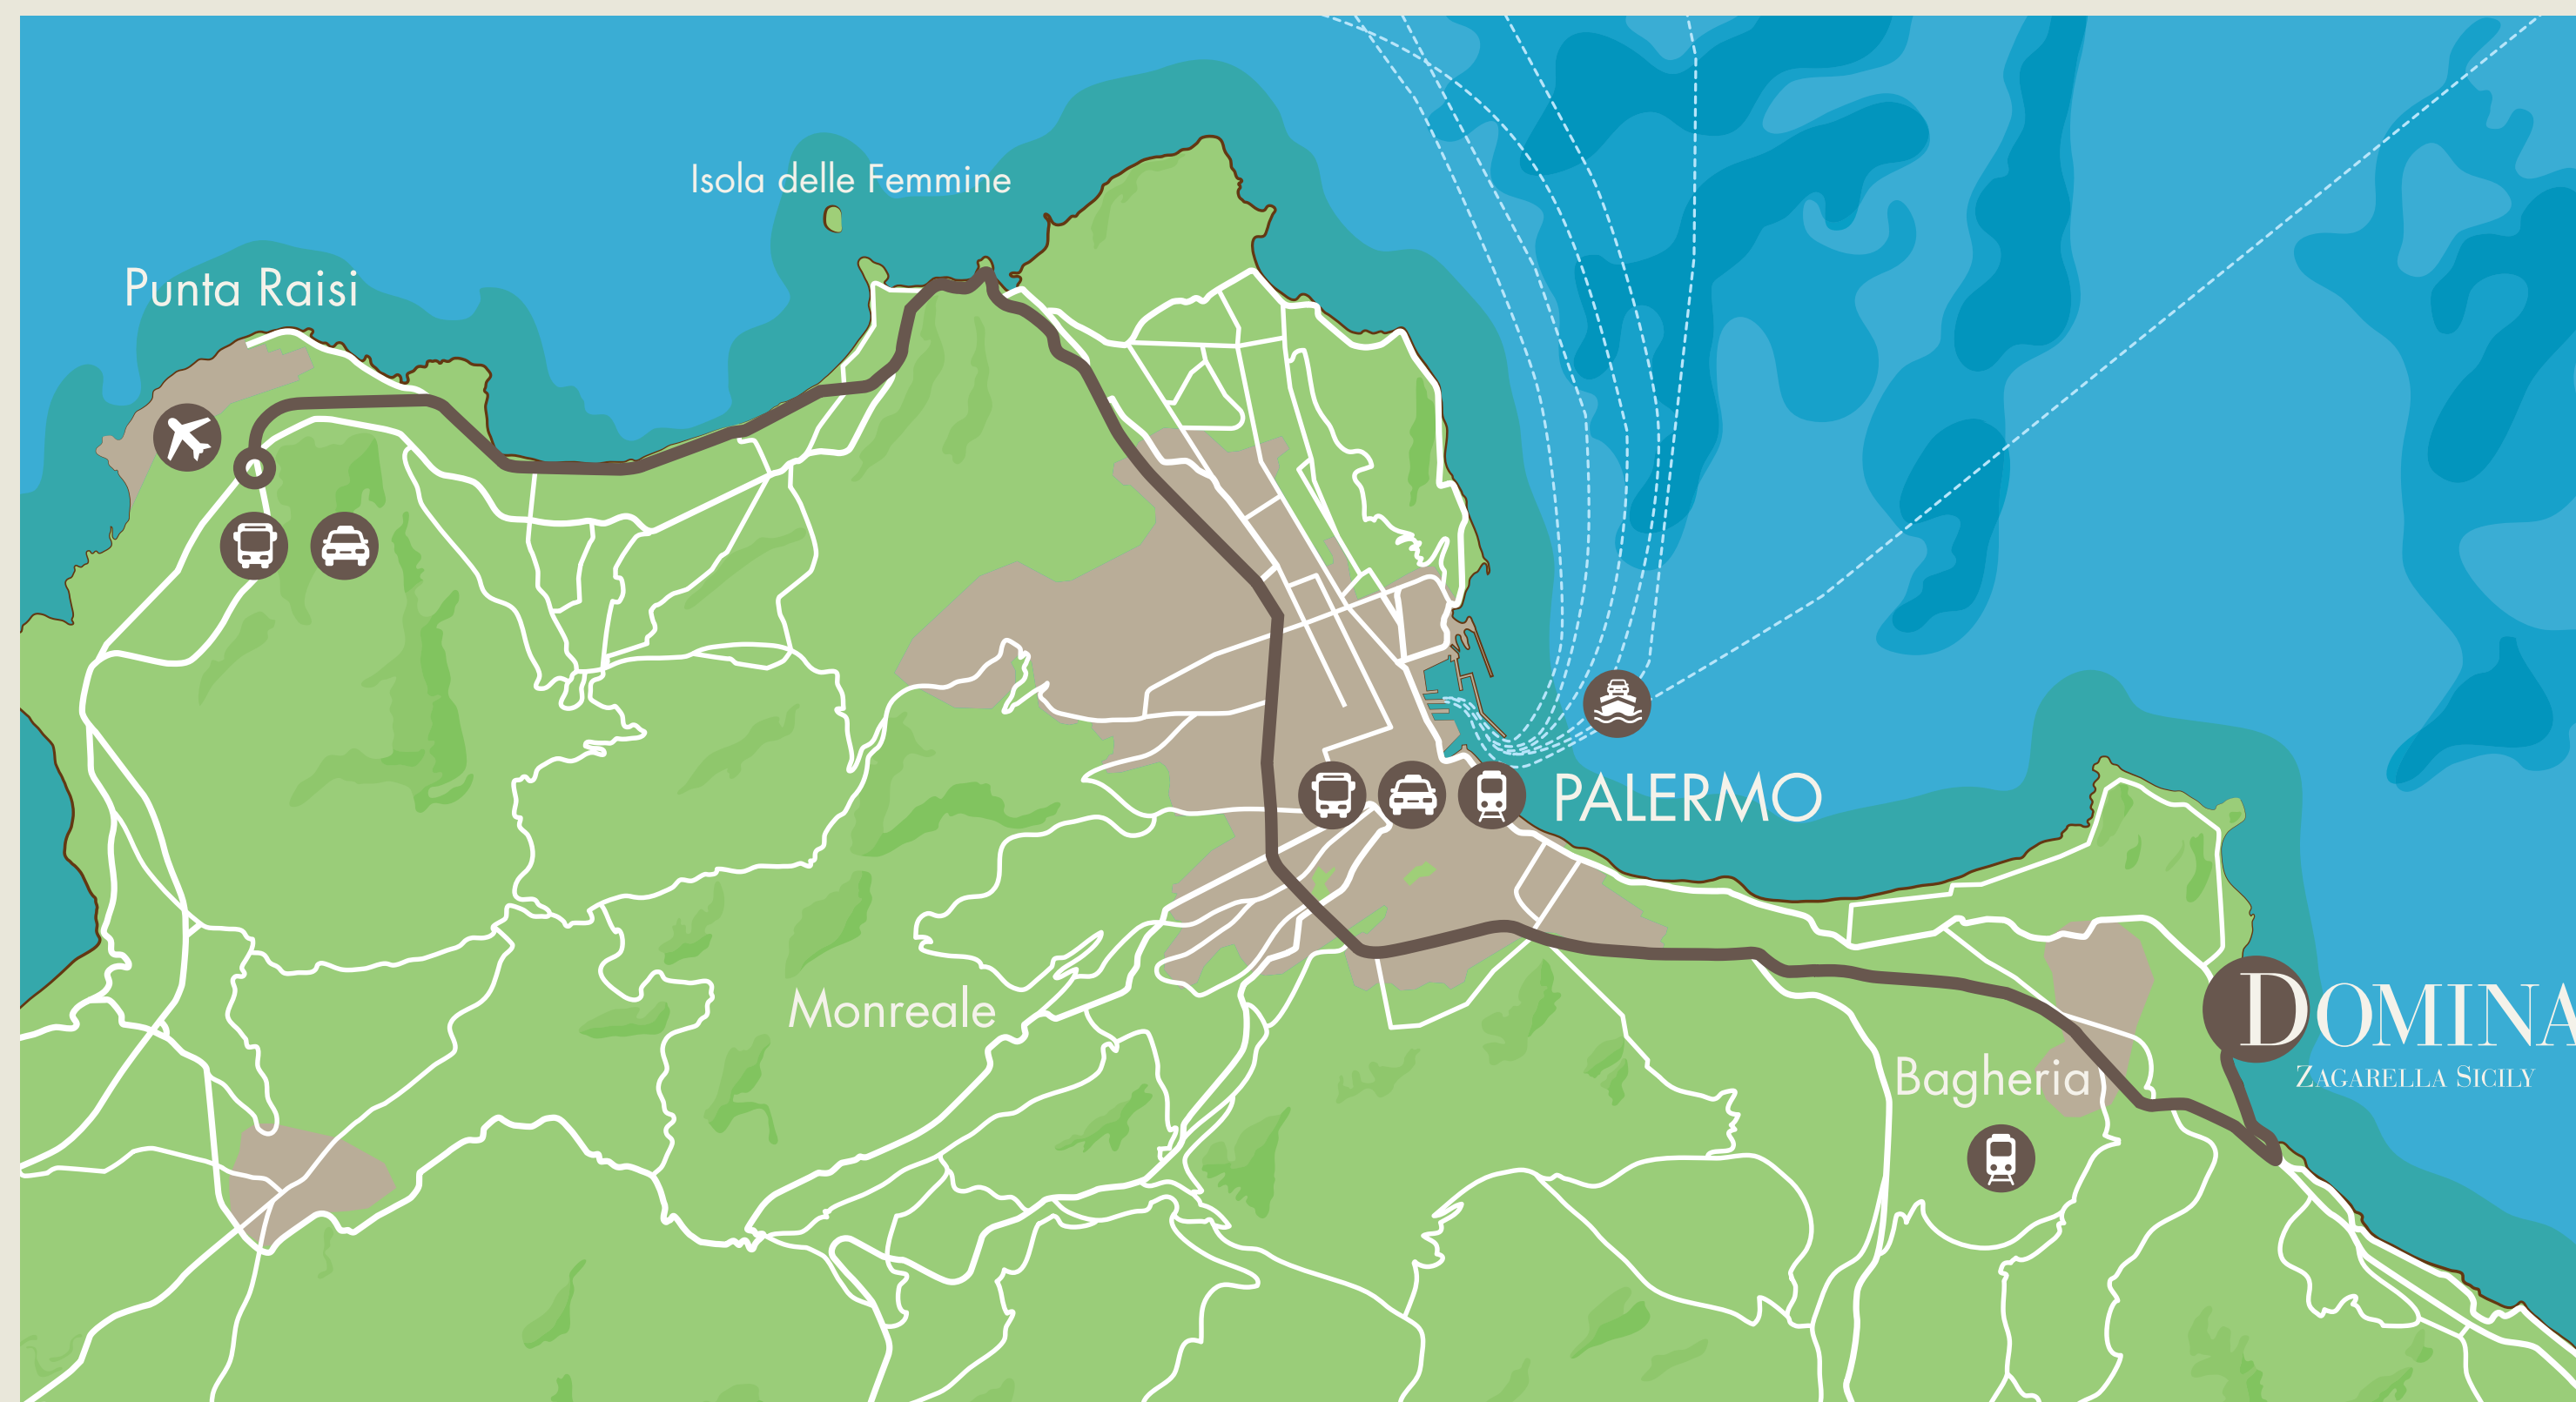 Isola delle Femmine
Punta Raisi
PALERMO
Monreale
DOMINA
ZAGARELLA SICILY
Bagheria